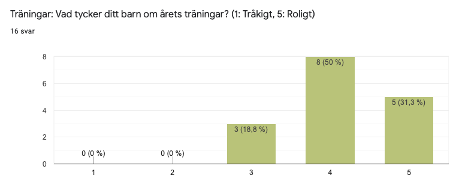 Träningar: Vad tycker ditt barn om årets träningar? (1: Tråkigt, 5: Roligt)
16 svar
8
8 (50 %)
6
5 (31,3 %)
4
3 (18,8 %)
2
0 (0 %)
0 (0 %)
0
1
2
3
4
5